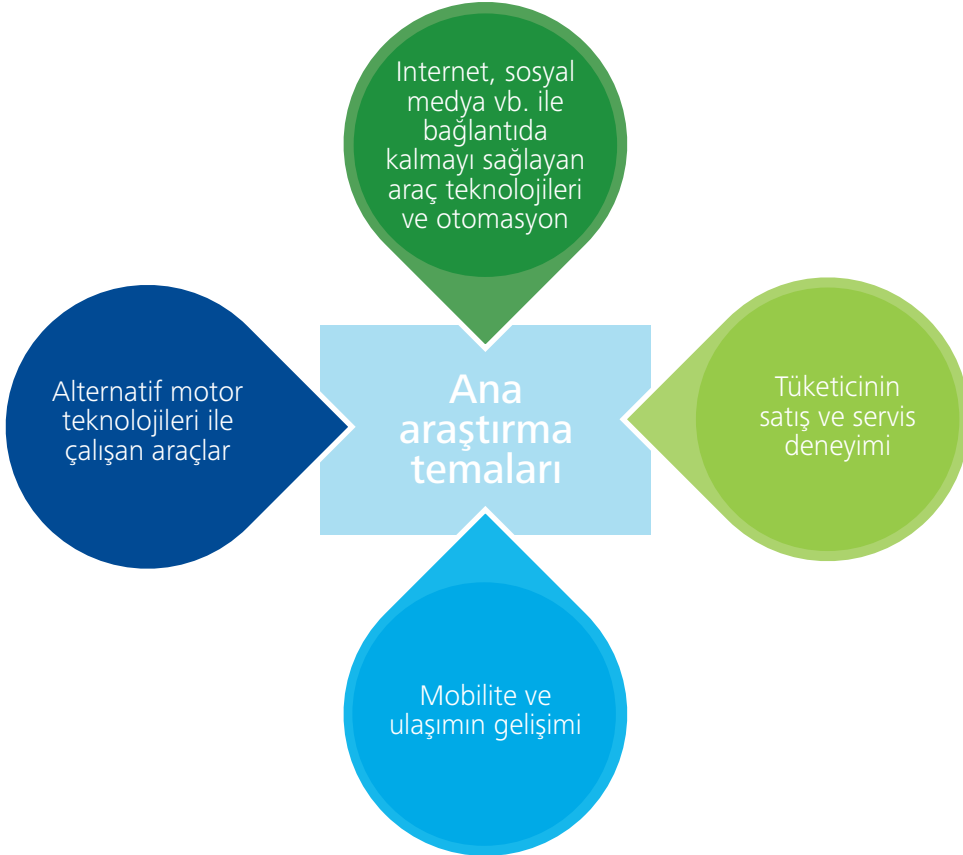 Internet, sosyal
medya vb. ile
bağlantıda
kalmayı sağlayan
araç teknolojileri
ve otomasyon
Alternatif motor
teknolojileri ile
çalışan araçlar
Ana
araştırma
temaları
Tüketicinin
satış ve servis
deneyimi
Mobilite ve
ulaşımın gelişimi